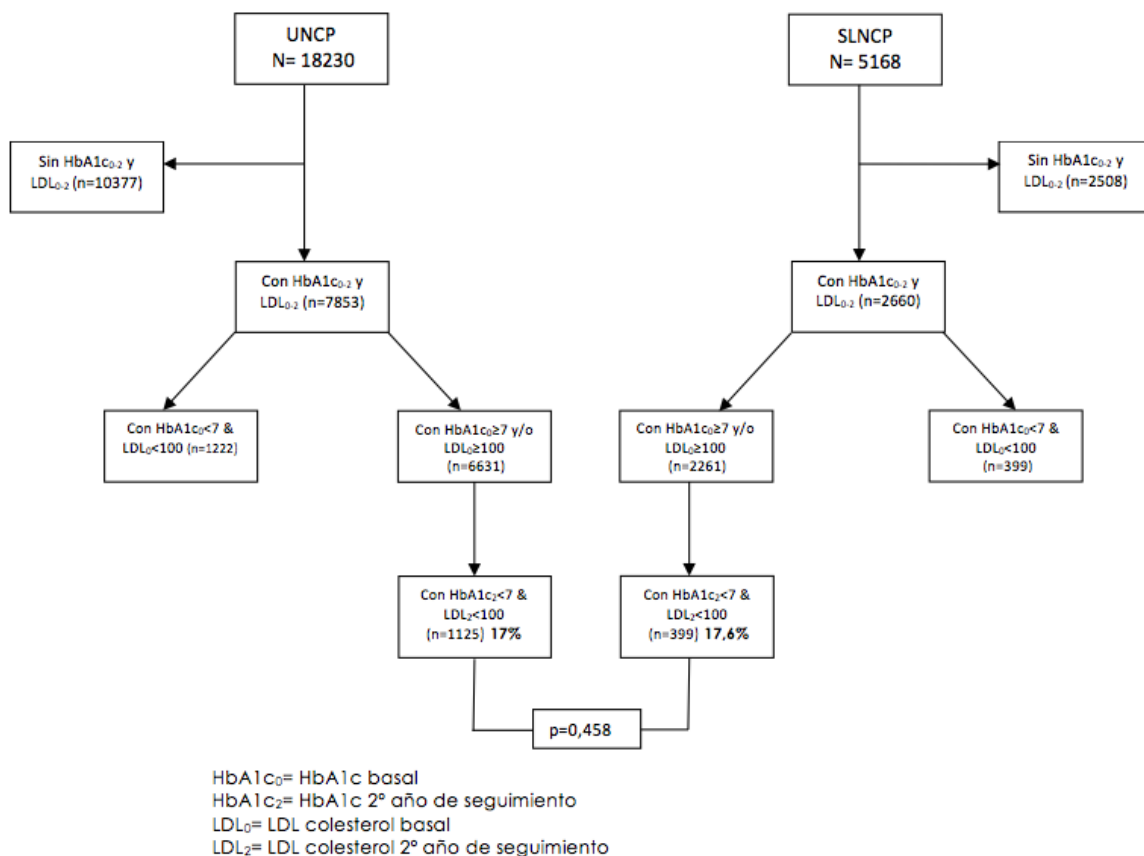 UNCP
N= 18230
SLNCP
N= 5168
Sin HbA1c₀₋₂ y
LDL₀₋₂ (n=10377)
Sin HbA1c₀₋₂ y
LDL₀₋₂ (n=2508)
Con HbA1c₀₋₂ y
LDL₀₋₂ (n=7853)
Con HbA1c₀₋₂ y
LDL₀₋₂ (n=2660)
Con HbA1c₀<7 &
LDL₀<100 (n=1222)
Con HbA1c₀≥7 y/o
LDL₀≥100
(n=6631)
Con HbA1c₀≥7 y/o
LDL₀≥100
(n=2261)
Con HbA1c₀<7 &
LDL₀<100
(n=399)
Con HbA1c₂<7 &
LDL₂<100
(n=1125) 17%
Con HbA1c₂<7 &
LDL₂<100
(n=399) 17,6%
p=0,458
HbA1c₀= HbA1c basal
HbA1c₂= HbA1c 2º año de seguimiento
LDL₀= LDL colesterol basal
LDL₂= LDL colesterol 2º año de seguimiento